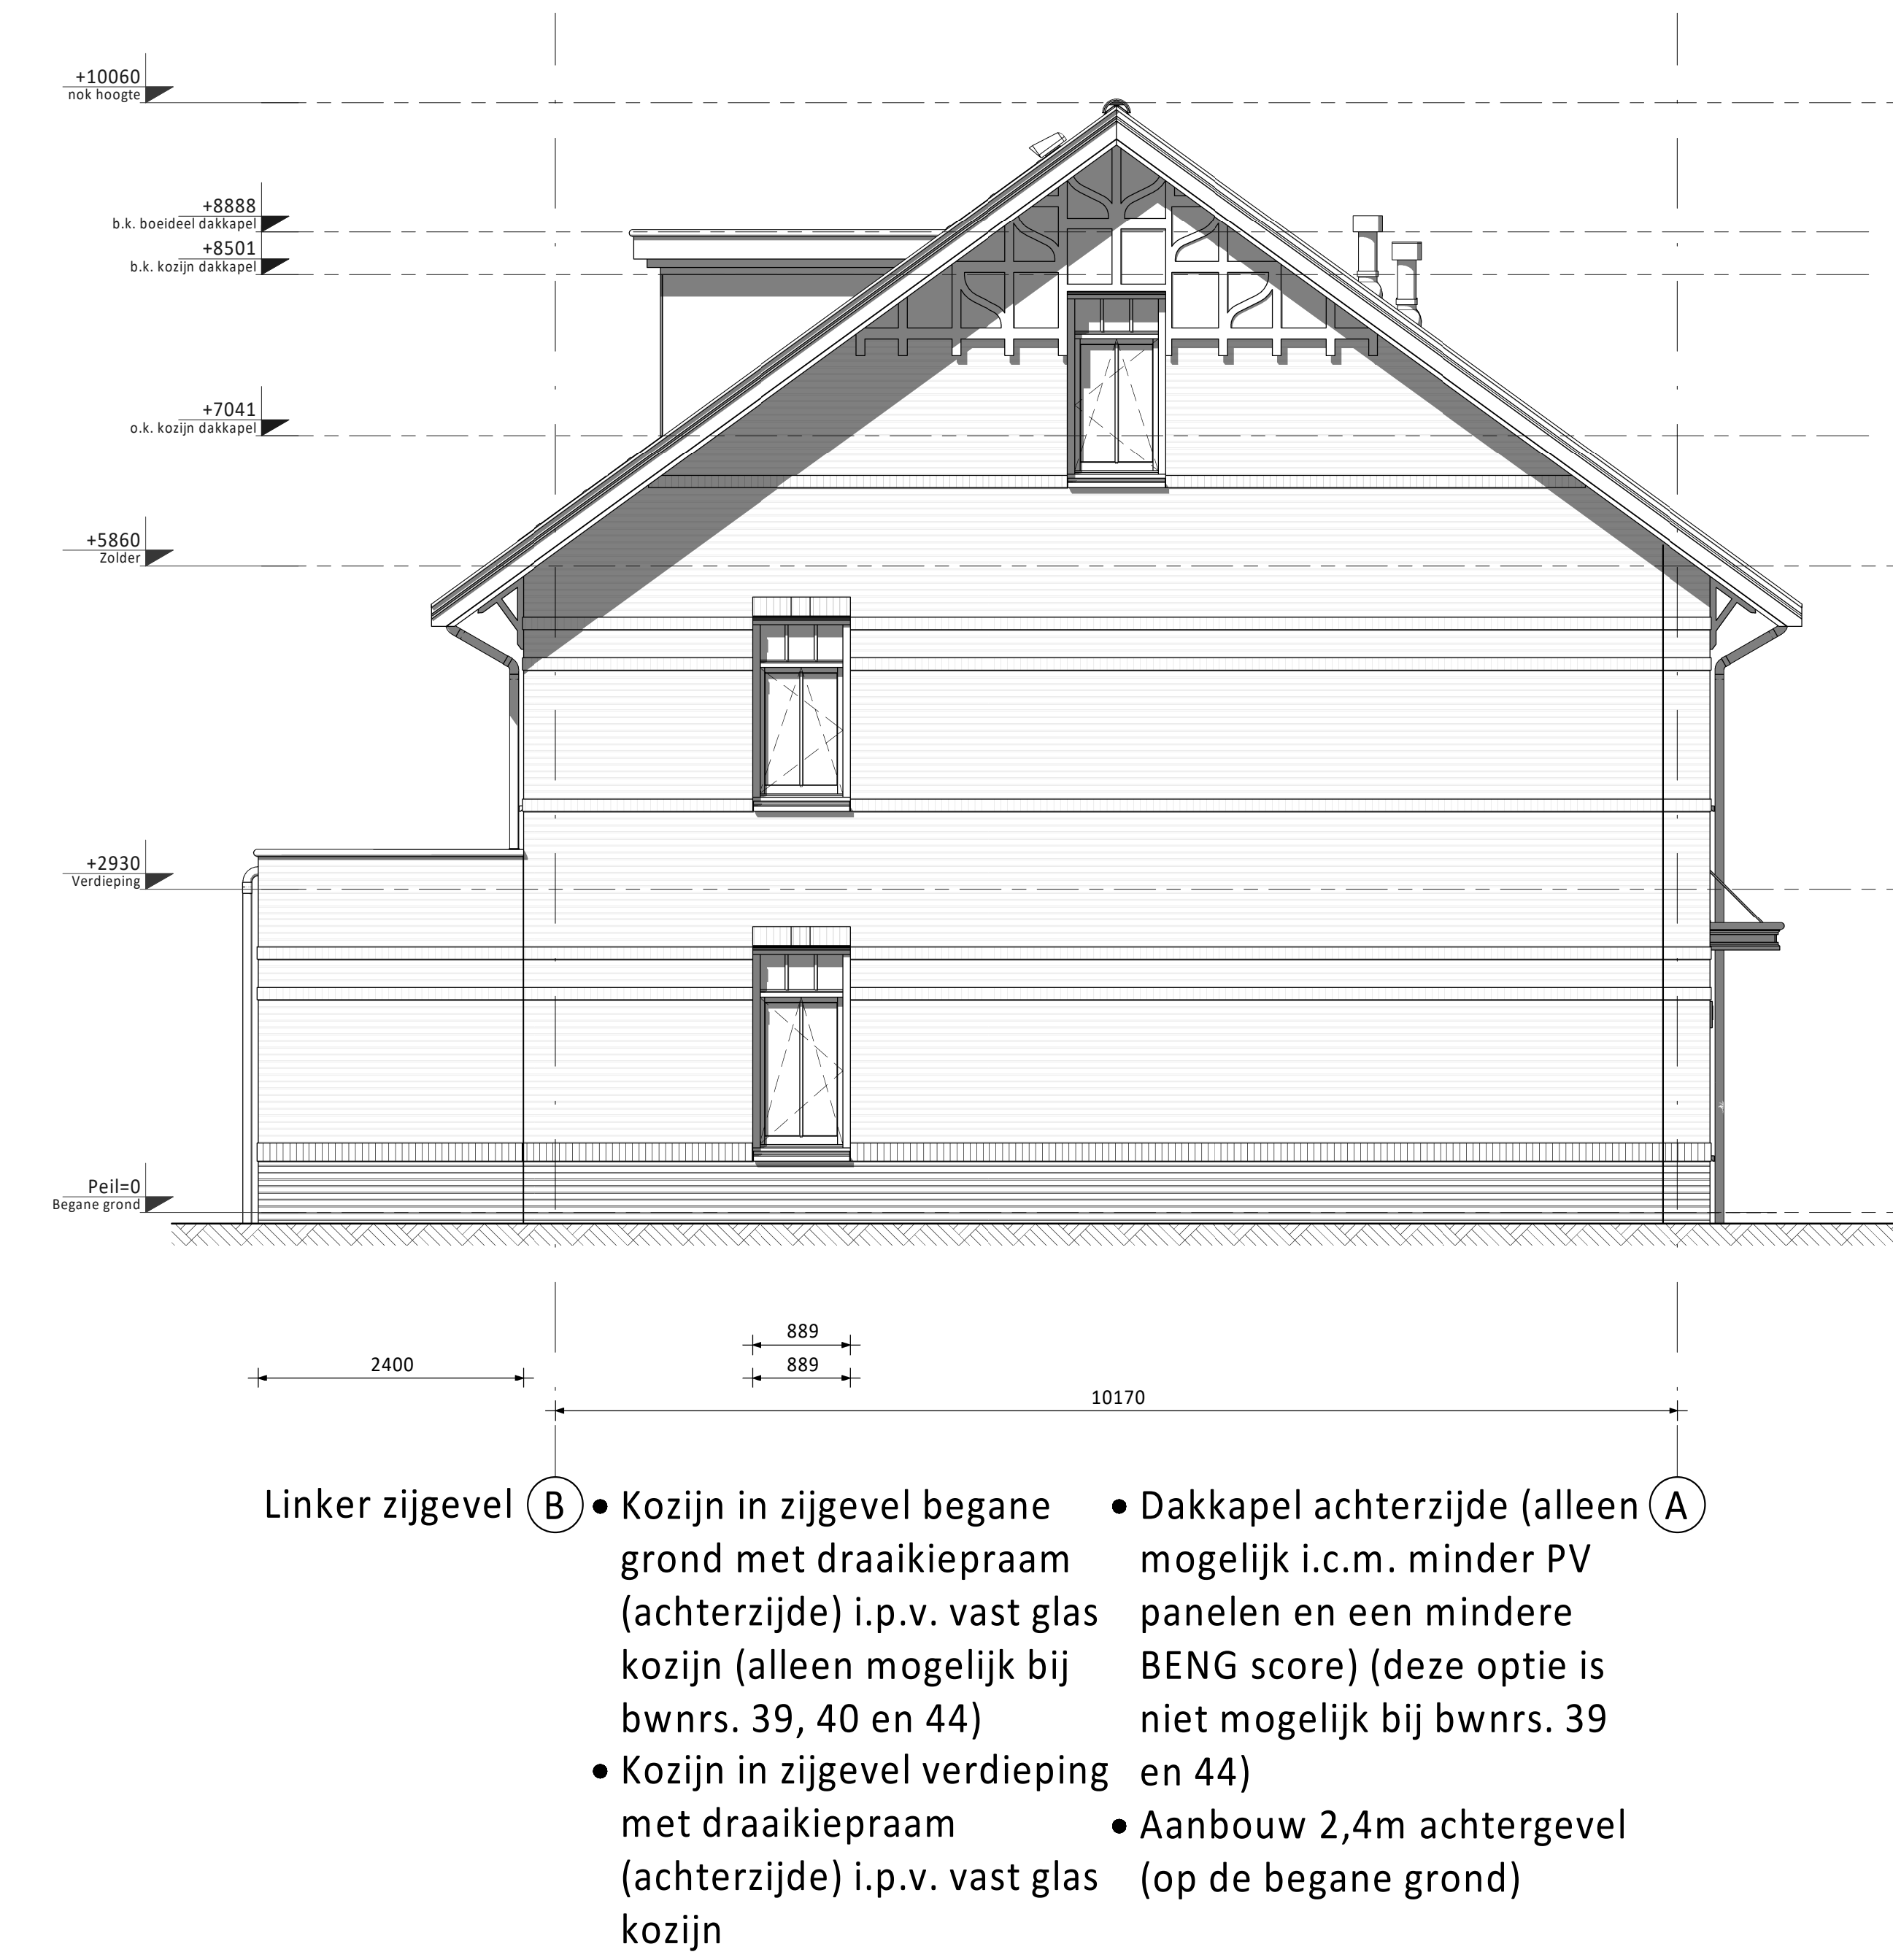 +10060
nok hoogte
+8888
b.k. boeideel dakkapel
+8501
b.k. kozijn dakkapel
+7041
o.k. kozijn dakkapel
+5860
Zolder
+2930
Verdieping
Peil=0
Begane grond
889
2400
889
10170
Linker zijgevel
B
• Kozijn in zijgevel begane
grond met draaikiepraam
(achterzijde) i.p.v. vast glas
kozijn (alleen mogelijk bij
bwnrs. 39, 40 en 44)
• Kozijn in zijgevel verdieping
met draaikiepraam
(achterzijde) i.p.v. vast glas
kozijn
• Dakkapel achterzijde (alleen
mogelijk i.c.m. minder PV
panelen en een mindere
BENG score) (deze optie is
niet mogelijk bij bwnrs. 39
en 44)
• Aanbouw 2,4m achtergevel
(op de begane grond)
A